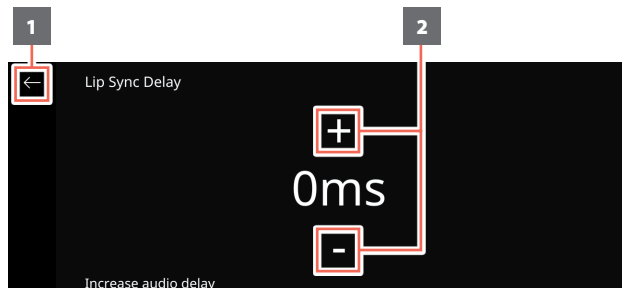 1 2
← Lip Sync Delay
+
0ms
-
Increase audio delay